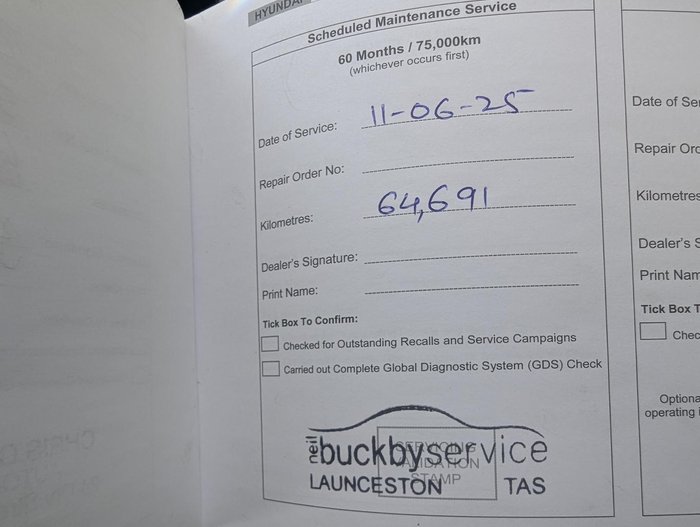 HYUNDAI
Scheduled Maintenance Service
60 Months / 75,000km
(whichever occurs first)
Date of Service: 11-06-25
Repair Order No:
Kilometres: 64,691
Dealer's Signature:
Print Name:
Tick Box To Confirm:
Checked for Outstanding Recalls and Service Campaigns
Carried out Complete Global Diagnostic System (GDS) Check
SERVICING
VALIDATION
STAMP
neil buckbyservice
LAUNCESTON TAS
Date of Se
Repair Ord
Kilometres
Dealer's S
Print Nam
Tick Box T
Chec
Optiona
operating